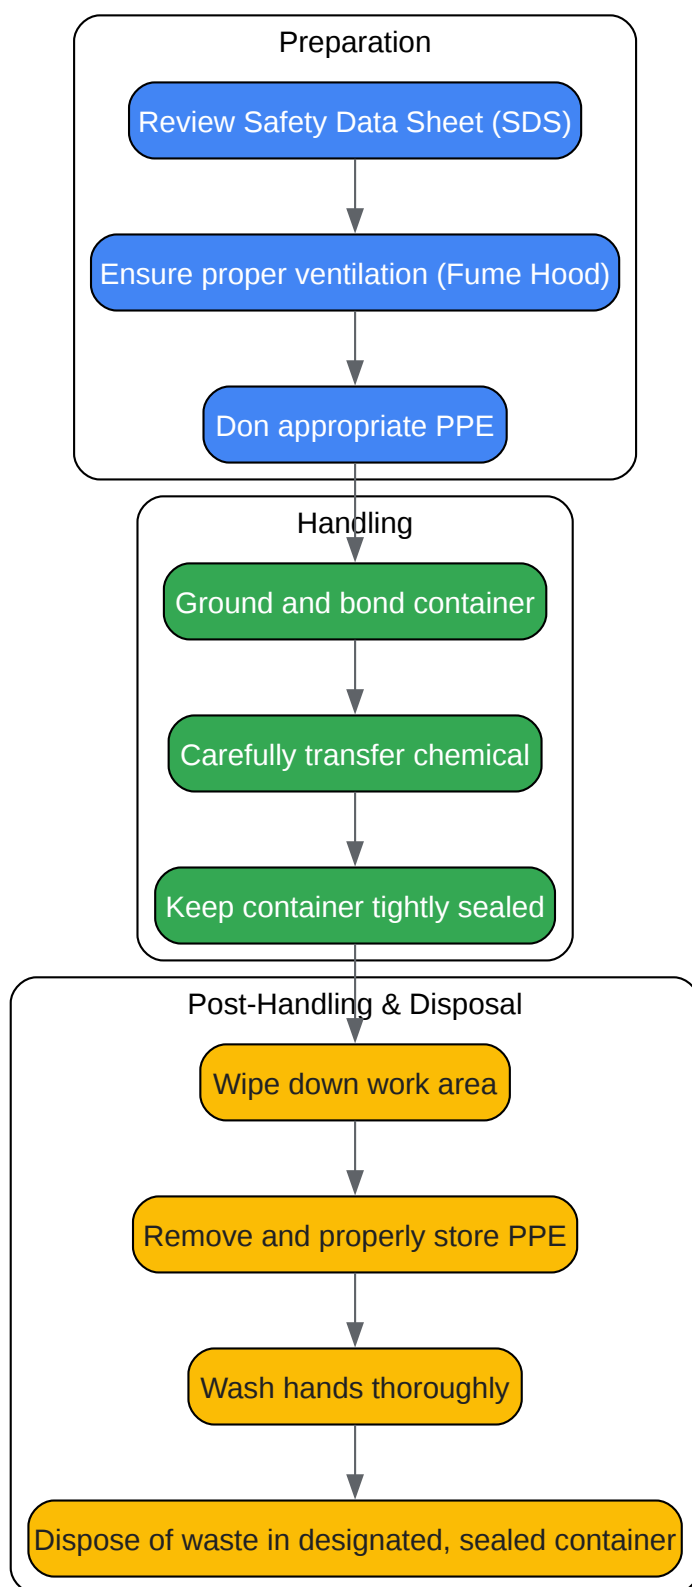 Preparation
Review Safety Data Sheet (SDS)
Ensure proper ventilation (Fume Hood)
Don appropriate PPE
Handling
Ground and bond container
Carefully transfer chemical
Keep container tightly sealed
Post-Handling & Disposal
Wipe down work area
Remove and properly store PPE
Wash hands thoroughly
Dispose of waste in designated, sealed container